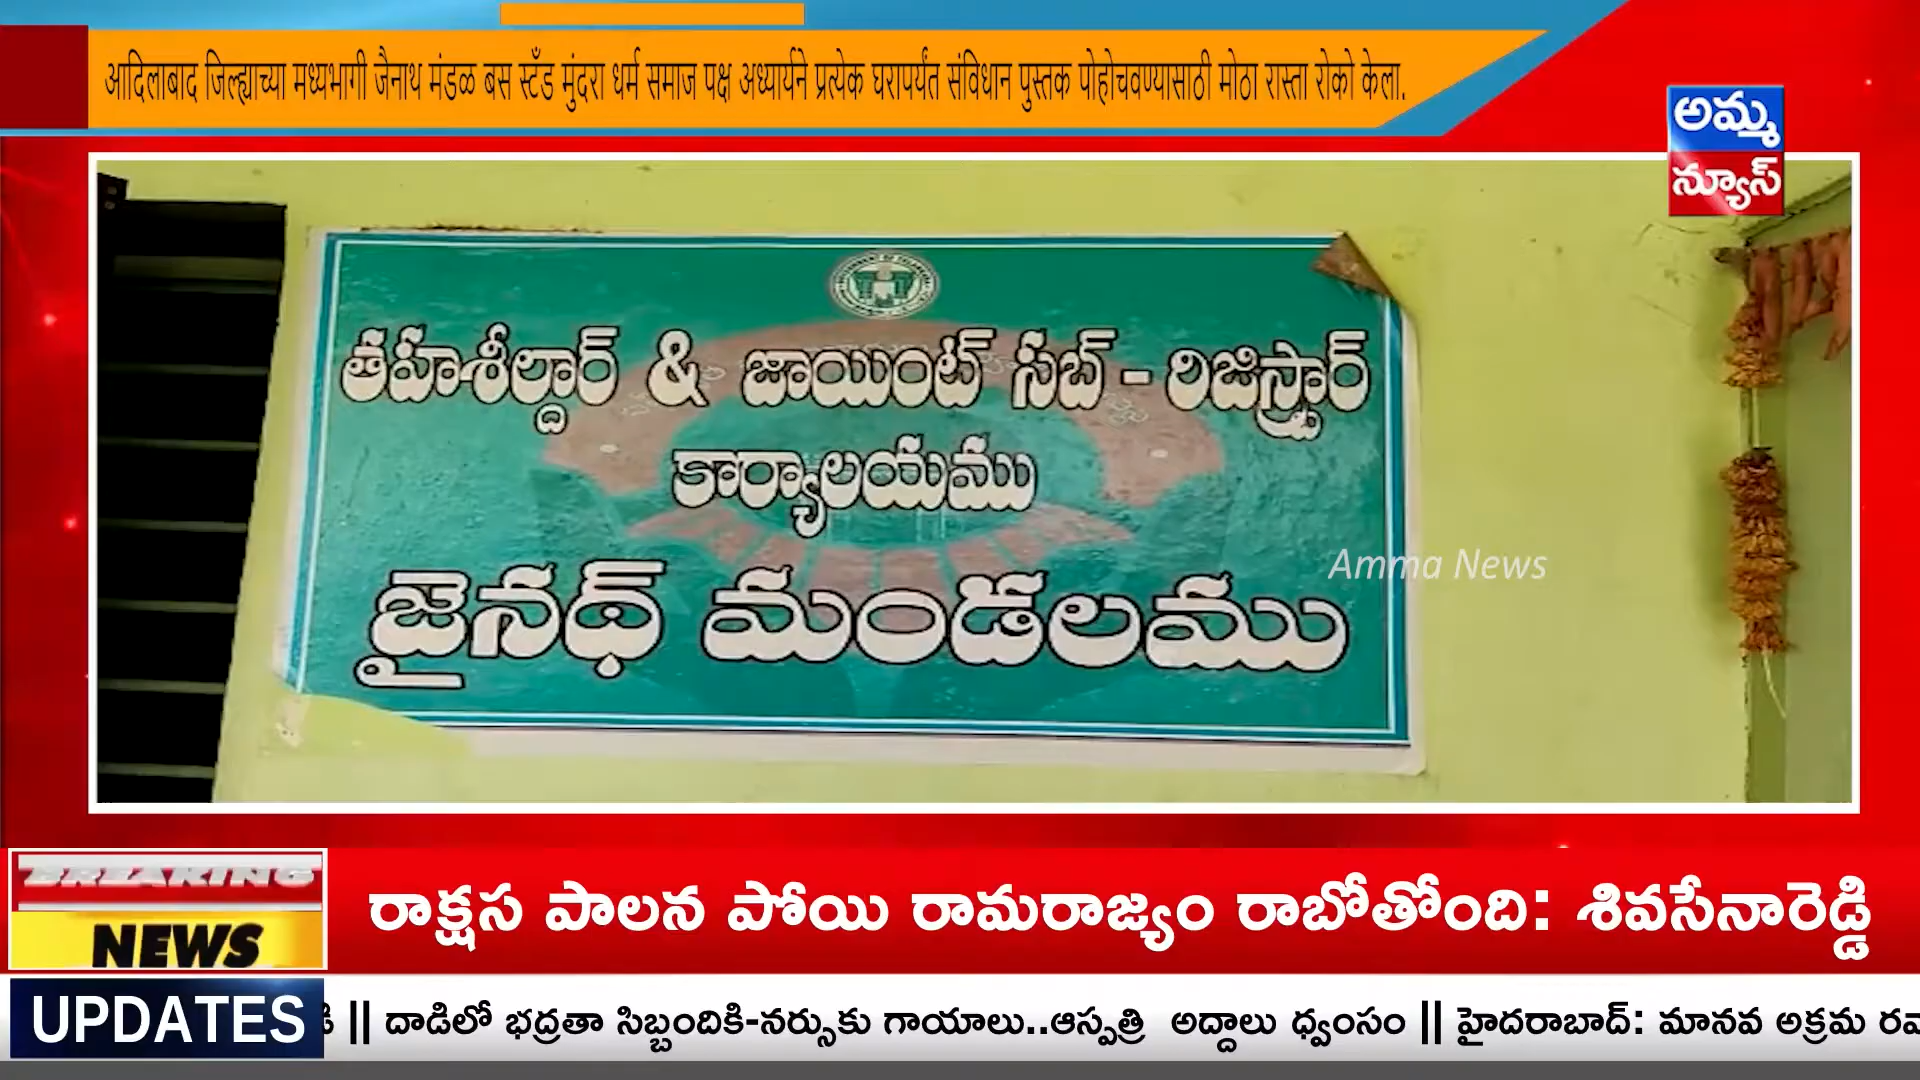 आदिलाबाद जिल्ह्याच्या मध्यभागी जैनाथ मंडळ बस स्टँड मुंदरा धर्म समाज पक्ष अध्यार्यने प्रत्येक घरापर्यंत संविधान पुस्तक पोहोचवण्यासाठी मोठा रास्ता रोको केला.
అమ్మ
న్యూస్
తహశీల్దార్ & జాయింట్ సబ్ - రిజిస్ట్రార్
కార్యాలయము
జైనథ్ మండలము
Amma News
BREAKING
NEWS
రాక్షస పాలన పోయి రామరాజ్యం రాబోతోంది: శివసేనారెడ్డి
UPDATES
|| దాడిలో భద్రతా సిబ్బందికి-నర్సుకు గాయాలు..ఆస్పత్రి అద్దాలు ధ్వంసం || హైదరాబాద్: మానవ అక్రమ